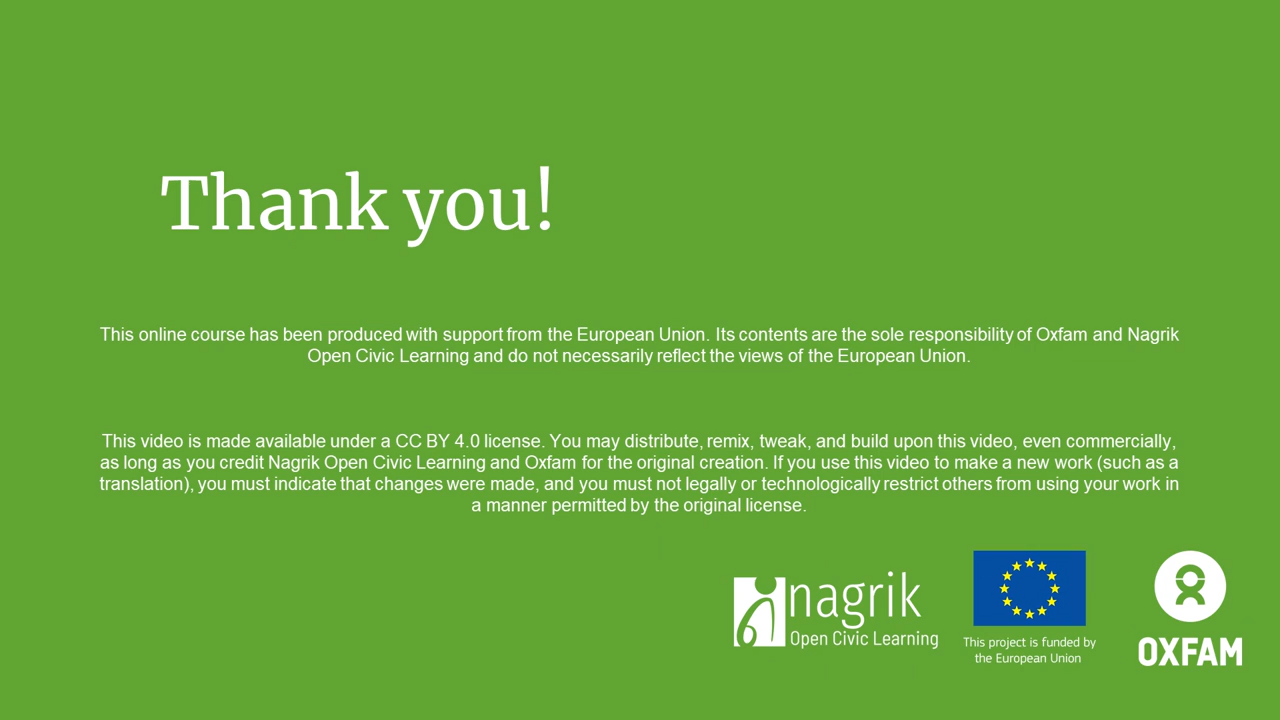 Thank you!
This online course has been produced with support from the European Union. Its contents are the sole responsibility of Oxfam and Nagrik
Open Civic Learning and do not necessarily reflect the views of the European Union.
This video is made available under a CC BY 4.0 license. You may distribute, remix, tweak, and build upon this video, even commercially,
as long as you credit Nagrik Open Civic Learning and Oxfam for the original creation. If you use this video to make a new work (such as a
translation), you must indicate that changes were made, and you must not legally or technologically restrict others from using your work in
a manner permitted by the original license.
nagrik
Open Civic Learning
This project is funded by
the European Union
OXFAM